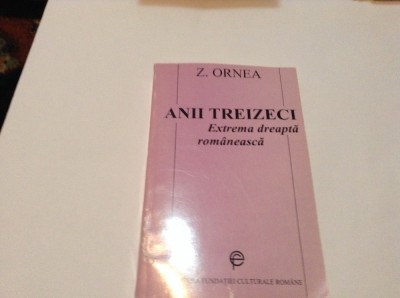 Z. ORNEA
ANII TREIZECI
Extrema dreaptă
românească
FUNDAȚIEI CULTURALE ROMÂNE